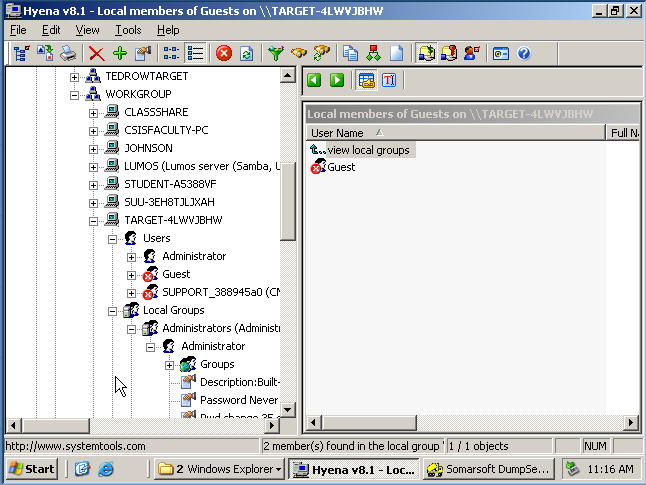 Hyena v8.1 - Local members of Guests on \\TARGET-4LWVJBHW
File Edit View Tools Help
TEDROWTARGET
WORKGROUP
CLASSSHARE
CSISFACULTY-PC
JOHNSON
LUMOS (Lumos server (Samba, U
STUDENT-A5388VF
SUU-3EH8TJLJXAH
TARGET-4LWVJBHW
Users
Administrator
Guest
SUPPORT_388945a0 (CN
Local Groups
Administrators (Administr
Administrator
Groups
Description:Built-
Password Never
Pwd change 35
Local members of Guests on \\TARGET-4LWVJBHW
User Name Full Na
..view local groups
Guest
http://www.systemtools.com 2 member(s) found in the local group ' 1 / 1 objects NUM
Start 2 Windows Explorer Hyena v8.1 - Loc... Somarsoft DumpSe... 11:16 AM